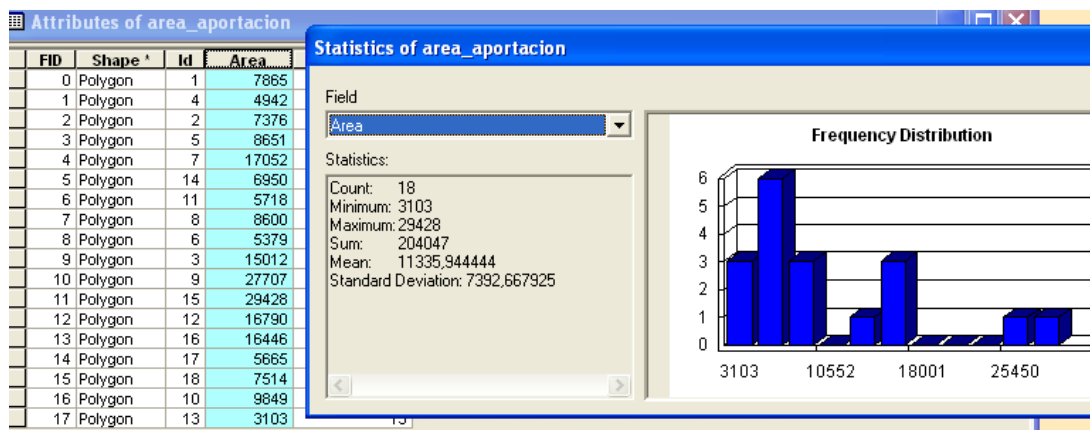 Attributes of area_aportacion
FID Shape * Id Area
0 Polygon 1 7865
1 Polygon 4 4942
2 Polygon 2 7376
3 Polygon 5 8651
4 Polygon 7 17052
5 Polygon 14 6950
6 Polygon 11 5718
7 Polygon 8 8600
8 Polygon 6 5379
9 Polygon 3 15012
10 Polygon 9 27707
11 Polygon 15 29428
12 Polygon 12 16790
13 Polygon 16 16446
14 Polygon 17 5665
15 Polygon 18 7514
16 Polygon 10 9849
17 Polygon 13 3103
Statistics of area_aportacion
Field
Area
Statistics:
Count: 18
Minimum: 3103
Maximum: 29428
Sum: 204047
Mean: 11335,944444
Standard Deviation: 7392,667925
Frequency Distribution
6
5
4
3
2
1
0
3103 10552 18001 25450